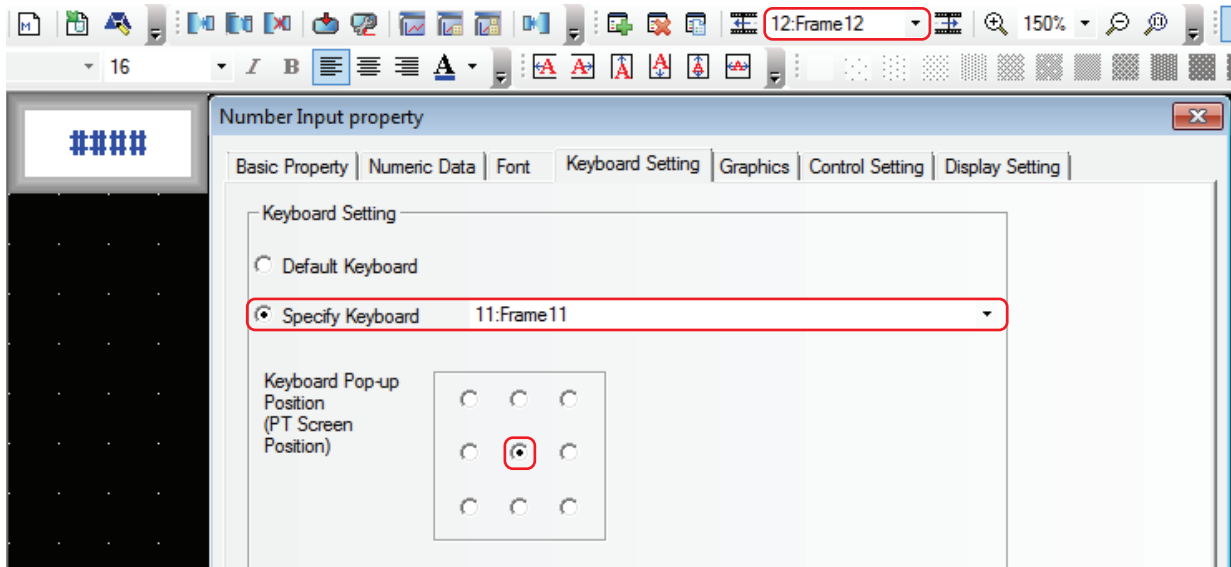 M
12:Frame12
150%
16
I B A A A A A A A A
####
Number Input property
Basic Property Numeric Data Font Keyboard Setting Graphics Control Setting Display Setting
Keyboard Setting
Default Keyboard
Specify Keyboard 11:Frame11
Keyboard Pop-up
Position
(PT Screen
Position)